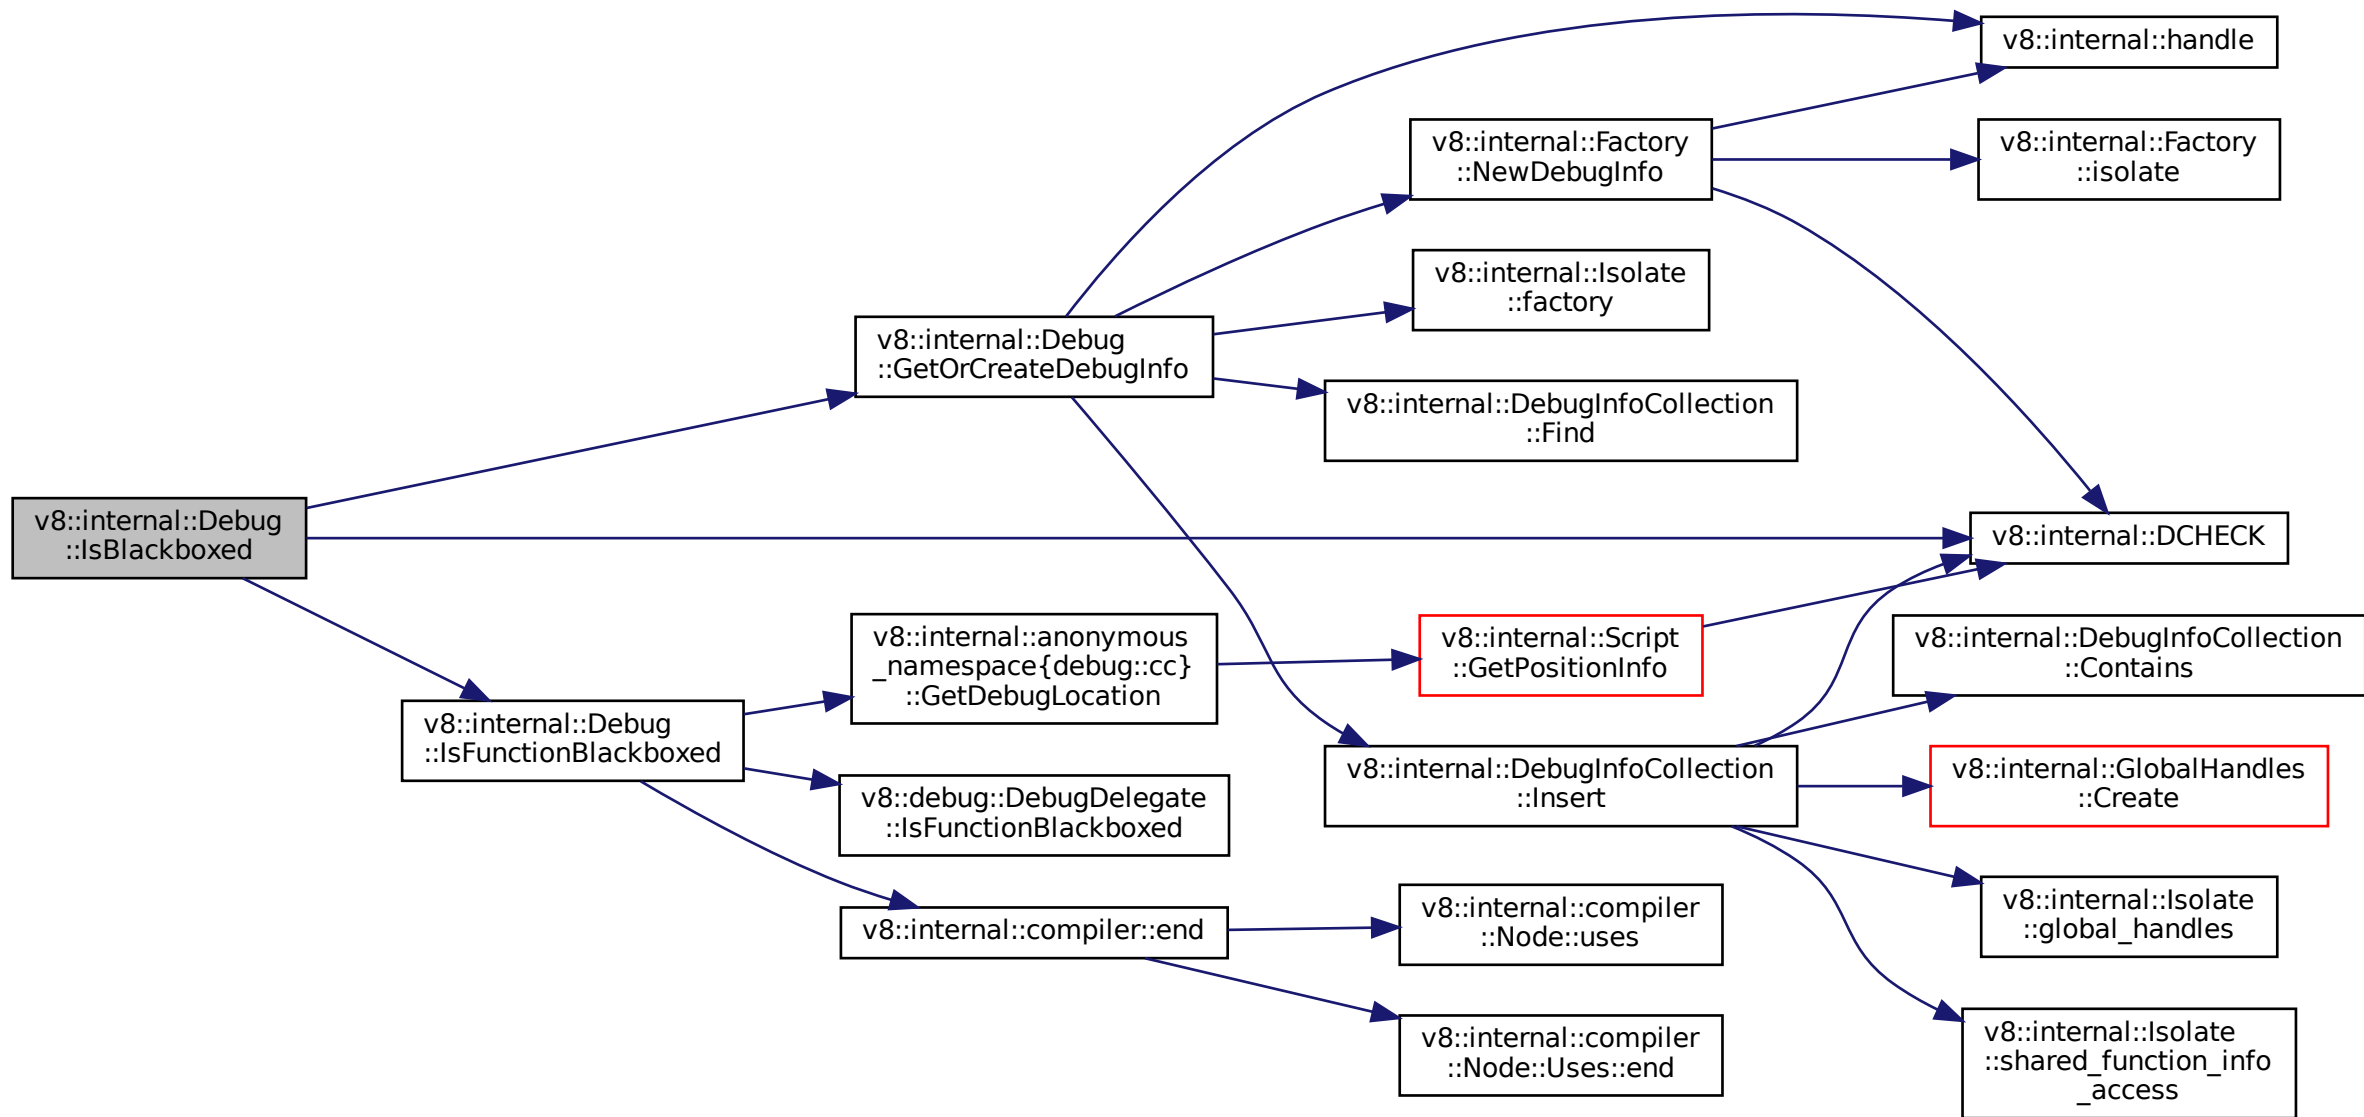 v8::internal::Debug
::IsBlackboxed
v8::internal::Debug
::GetOrCreateDebugInfo
v8::internal::handle
v8::internal::Factory
::NewDebugInfo
v8::internal::Factory
::isolate
v8::internal::Isolate
::factory
v8::internal::DebugInfoCollection
::Find
v8::internal::DCHECK
v8::internal::anonymous
_namespace{debug::cc}
::GetDebugLocation
v8::internal::Script
::GetPositionInfo
v8::internal::DebugInfoCollection
::Contains
v8::internal::Debug
::IsFunctionBlackboxed
v8::internal::DebugInfoCollection
::Insert
v8::internal::GlobalHandles
::Create
v8::debug::DebugDelegate
::IsFunctionBlackboxed
v8::internal::compiler::end
v8::internal::compiler
::Node::uses
v8::internal::Isolate
::global_handles
v8::internal::compiler
::Node::Uses::end
v8::internal::Isolate
::shared_function_info
_access